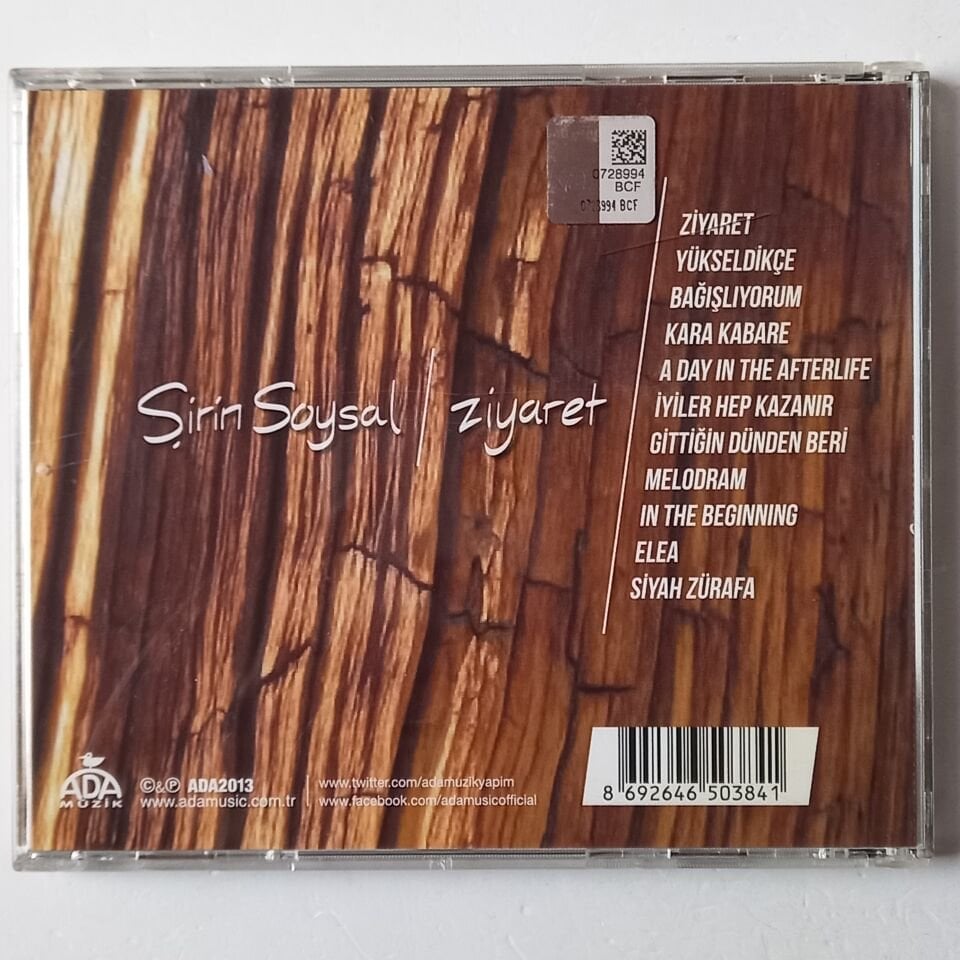 0728994
BCF
0728994 BCF
ZİYARET
YÜKSELDİKÇE
BAĞIŞLIYORUM
KARA KABARE
A DAY IN THE AFTERLIFE
İYİLER HEP KAZANIR
GİTTİĞİN DÜNDEN BERİ
MELODRAM
IN THE BEGINNING
ELEA
SİYAH ZÜRAFA
Şirin Soysal | ziyaret
ADA
MÜZİK
©&℗ ADA2013
www.adamusic.com.tr
www.twitter.com/adamuzikyapim
www.facebook.com/adamusicofficial
8 692646 503841